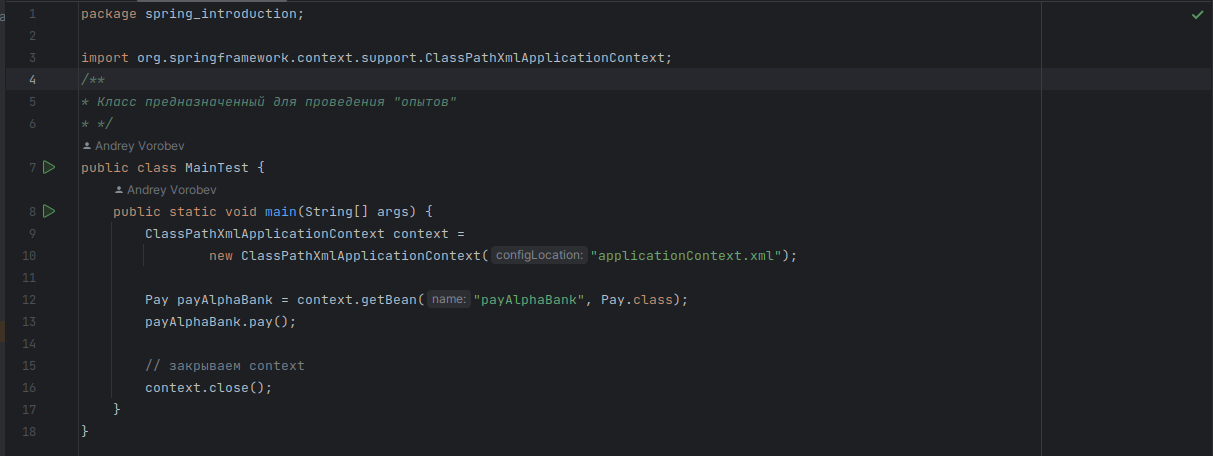 1 package spring_introduction;
2
3 import org.springframework.context.support.ClassPathXmlApplicationContext;
4 /**
5 * Класс предназначенный для проведения "опытов"
6 * */
Andrey Vorobev
7 public class MainTest {
Andrey Vorobev
8 public static void main(String[] args) {
9 ClassPathXmlApplicationContext context =
10 new ClassPathXmlApplicationContext( configLocation: "applicationContext.xml");
11
12 Pay payAlphaBank = context.getBean( name: "payAlphaBank", Pay.class);
13 payAlphaBank.pay();
14
15 // закрываем context
16 context.close();
17 }
18 }